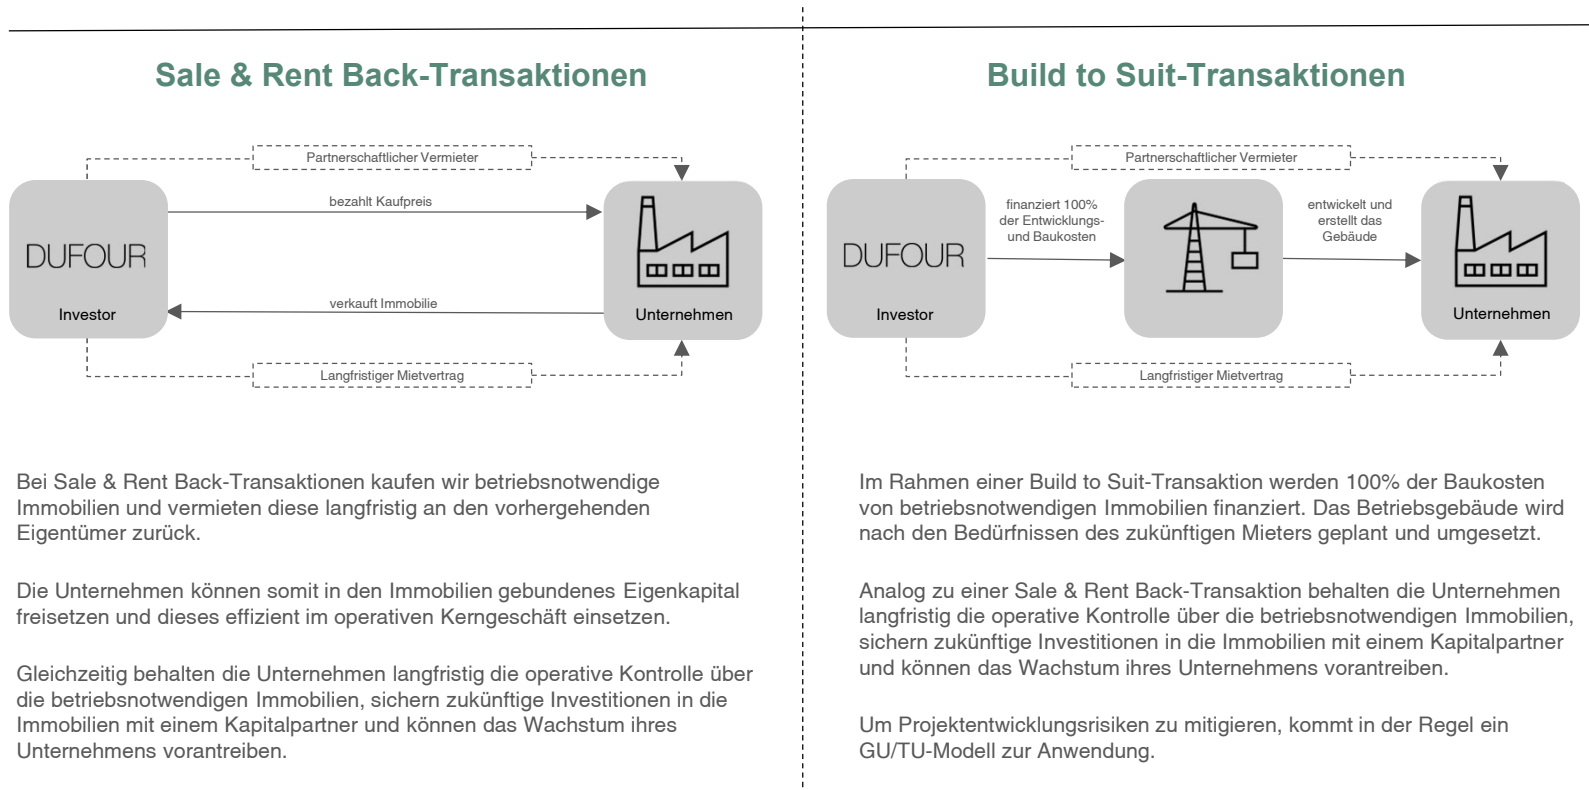 Sale & Rent Back-Transaktionen
Partnerschaftlicher Vermieter
bezahlt Kaufpreis
DUFOUR
Investor
verkauft Immobilie
Unternehmen
Langfristiger Mietvertrag
Bei Sale & Rent Back-Transaktionen kaufen wir betriebsnotwendige
Immobilien und vermieten diese langfristig an den vorhergehenden
Eigentümer zurück.
Die Unternehmen können somit in den Immobilien gebundenes Eigenkapital
freisetzen und dieses effizient im operativen Kerngeschäft einsetzen.
Gleichzeitig behalten die Unternehmen langfristig die operative Kontrolle über
die betriebsnotwendigen Immobilien, sichern zukünftige Investitionen in die
Immobilien mit einem Kapitalpartner und können das Wachstum ihres
Unternehmens vorantreiben.
Build to Suit-Transaktionen
Partnerschaftlicher Vermieter
DUFOUR
Investor
finanziert 100%
der Entwicklungs-
und Baukosten
entwickelt und
erstellt das
Gebäude
Unternehmen
Langfristiger Mietvertrag
Im Rahmen einer Build to Suit-Transaktion werden 100% der Baukosten
von betriebsnotwendigen Immobilien finanziert. Das Betriebsgebäude wird
nach den Bedürfnissen des zukünftigen Mieters geplant und umgesetzt.
Analog zu einer Sale & Rent Back-Transaktion behalten die Unternehmen
langfristig die operative Kontrolle über die betriebsnotwendigen Immobilien,
sichern zukünftige Investitionen in die Immobilien mit einem Kapitalpartner
und können das Wachstum ihres Unternehmens vorantreiben.
Um Projektentwicklungsrisiken zu mitigieren, kommt in der Regel ein
GU/TU-Modell zur Anwendung.